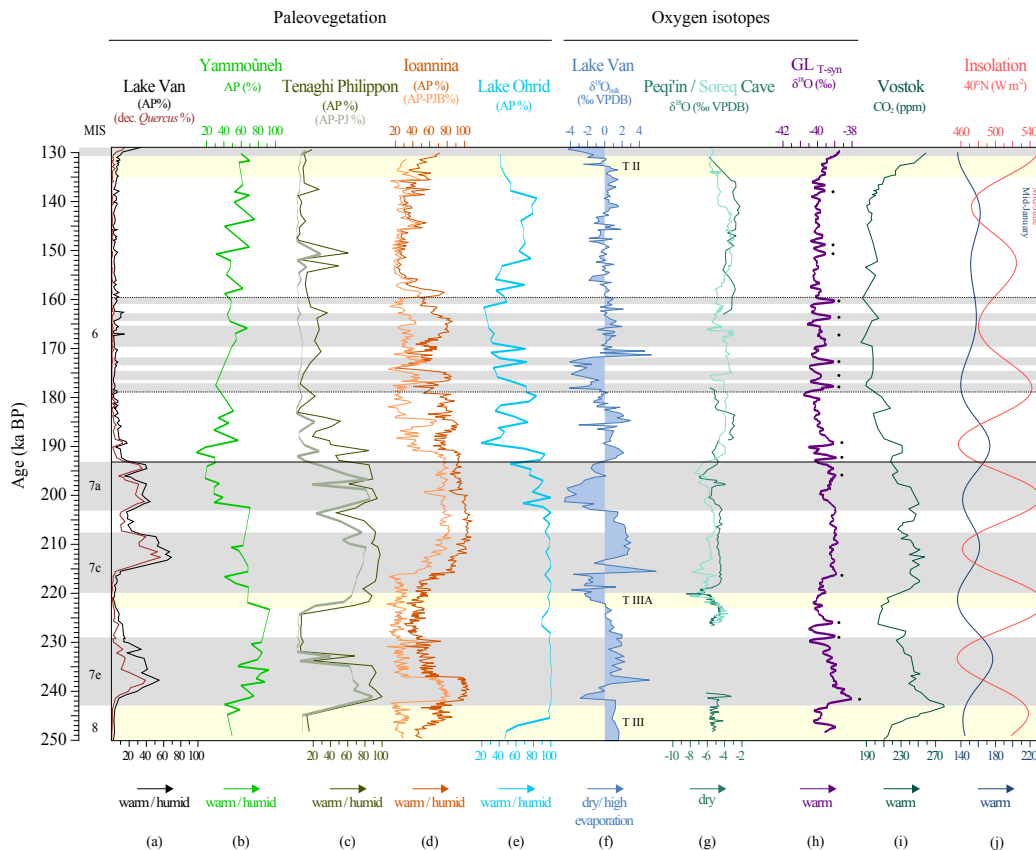 Paleovegetation
Oxygen isotopes
Lake Van
(AP%)
(dec. Quercus %)
Yammoûneh
AP (%)
Tenaghi Philippon
(AP %)
(AP-PJ %)
Ioannina
(AP %)
(AP-PJB%)
Lake Ohrid
(AP %)
Lake Van
δ18Obulk
(‰ VPDB)
Peqi'in / Soreq Cave
δ18O (‰ VPDB)
GL T-syn
δ18O (‰)
Vostok
CO2 (ppm)
Insolation
40°N (W m-2)
MIS
20 40 60 80 100
20 40 60 80 100
-4 -2 0 2 4
-42 -40 -38
460 500 540
Age (ka BP)
130
140
150
160
170
180
190
200
210
220
230
240
250
6
7a
7c
7e
8
T II
T IIIA
T III
Mid-January
20 40 60 80 100
20 40 60 80 100
20 40 60 80 100
-10 -8 -6 -4 -2
190 230 270
140 180 220
warm / humid
warm / humid
warm / humid
warm / humid
warm / humid
dry/ high
evaporation
dry
warm
warm
warm
(a)
(b)
(c)
(d)
(e)
(f)
(g)
(h)
(i)
(j)